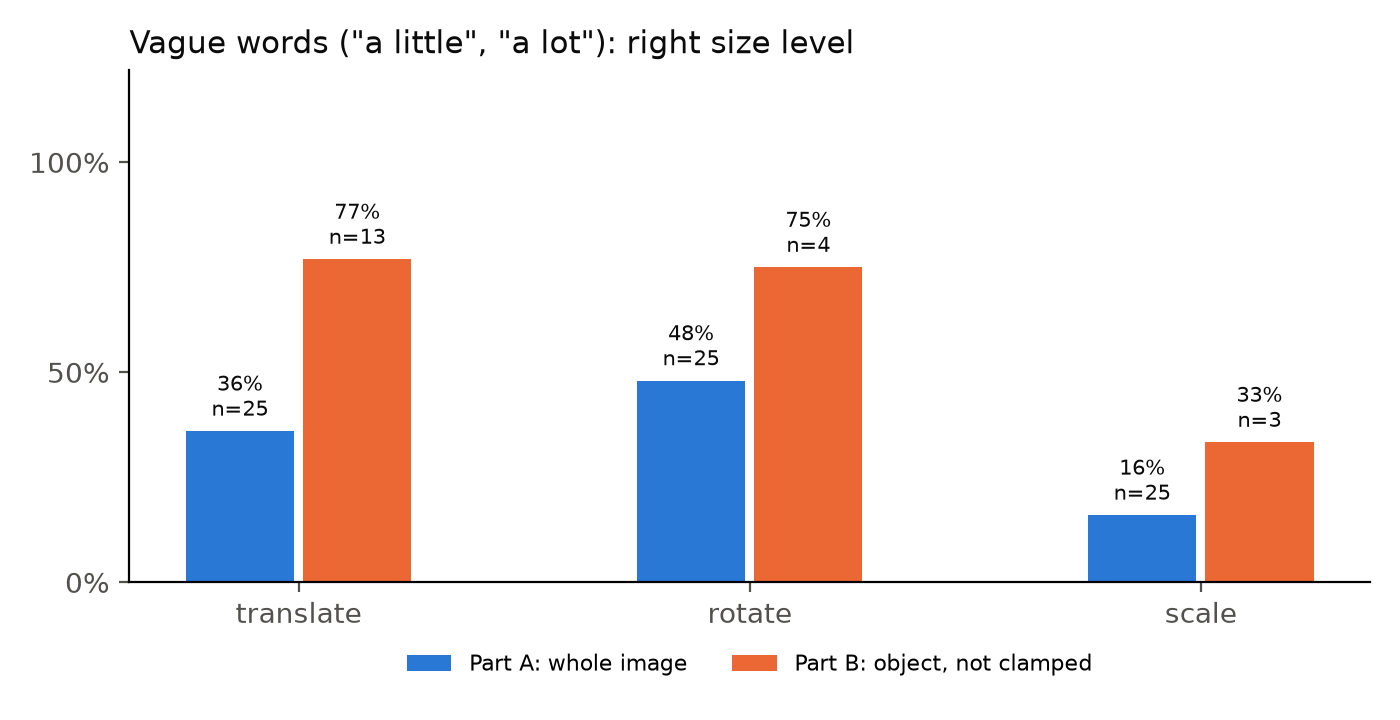 Vague words ("a little", "a lot"): right size level
100%
50%
0%
36%
n=25
77%
n=13
48%
n=25
75%
n=4
16%
n=25
33%
n=3
translate
rotate
scale
Part A: whole image
Part B: object, not clamped